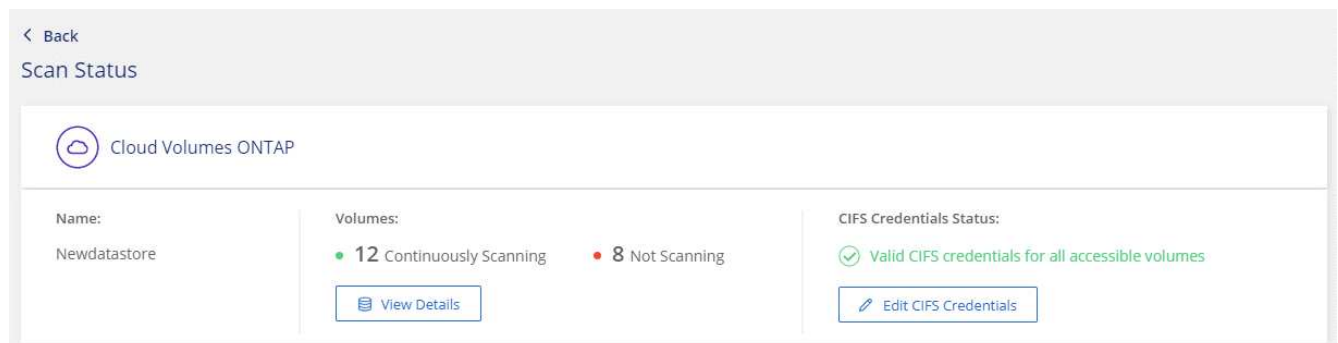 Back
Scan Status
Cloud Volumes ONTAP
Name:
Newdatastore
Volumes:
12 Continuously Scanning
8 Not Scanning
View Details
CIFS Credentials Status:
Valid CIFS credentials for all accessible volumes
Edit CIFS Credentials